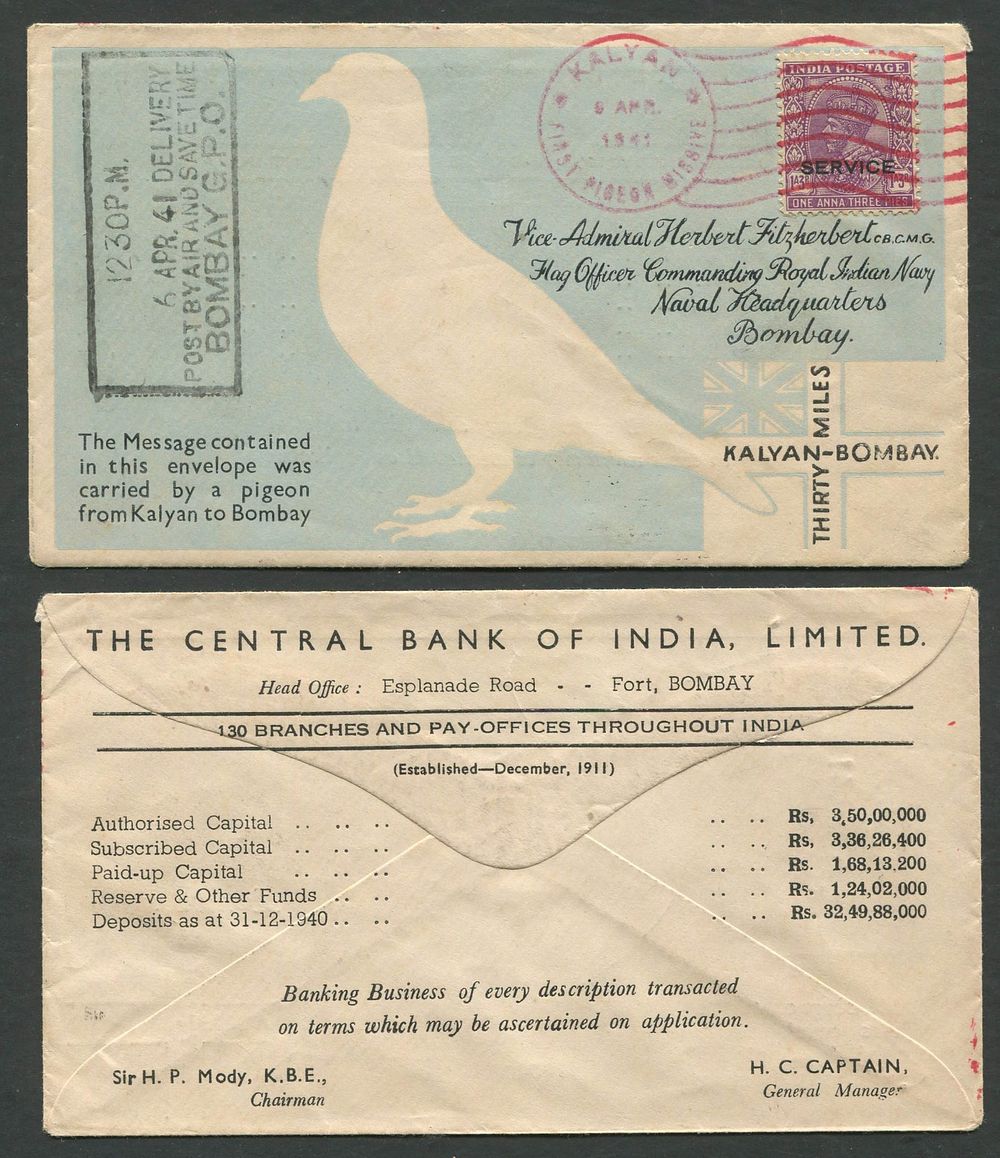 12 30 P.M.
6 APR. 41 DELIVERY
POST BY AIR AND SAVE TIME
BOMBAY G.P.O.
KALYAN
6 APR.
1941
FIRST PIGEON MISSIVE
INDIA POSTAGE
SERVICE
1A3P 1A3P
ONE ANNA THREE PIES
Vice-Admiral Herbert Fitzherbert C.B,C.M.G.
Flag Officer Commanding Royal Indian Navy
Naval Headquarters
Bombay.
The Message contained
in this envelope was
carried by a pigeon
from Kalyan to Bombay
KALYAN-BOMBAY.
THIRTY-MILES
THE CENTRAL BANK OF INDIA, LIMITED.
Head Office : Esplanade Road - - Fort, BOMBAY
130 BRANCHES AND PAY-OFFICES THROUGHOUT INDIA
(Established—December, 1911)
Authorised Capital .. .. .. .. .. Rs, 3,50,00,000
Subscribed Capital .. .. .. .. .. Rs, 3,36,26,400
Paid-up Capital .. .. .. .. .. Rs. 1,68,13,200
Reserve & Other Funds .. .. .. .. Rs. 1,24,02,000
Deposits as at 31-12-1940 .. .. .. .. Rs. 32,49,88,000
Banking Business of every description transacted
on terms which may be ascertained on application.
Sir H. P. Mody, K.B.E.,
Chairman
H. C. CAPTAIN,
General Manager